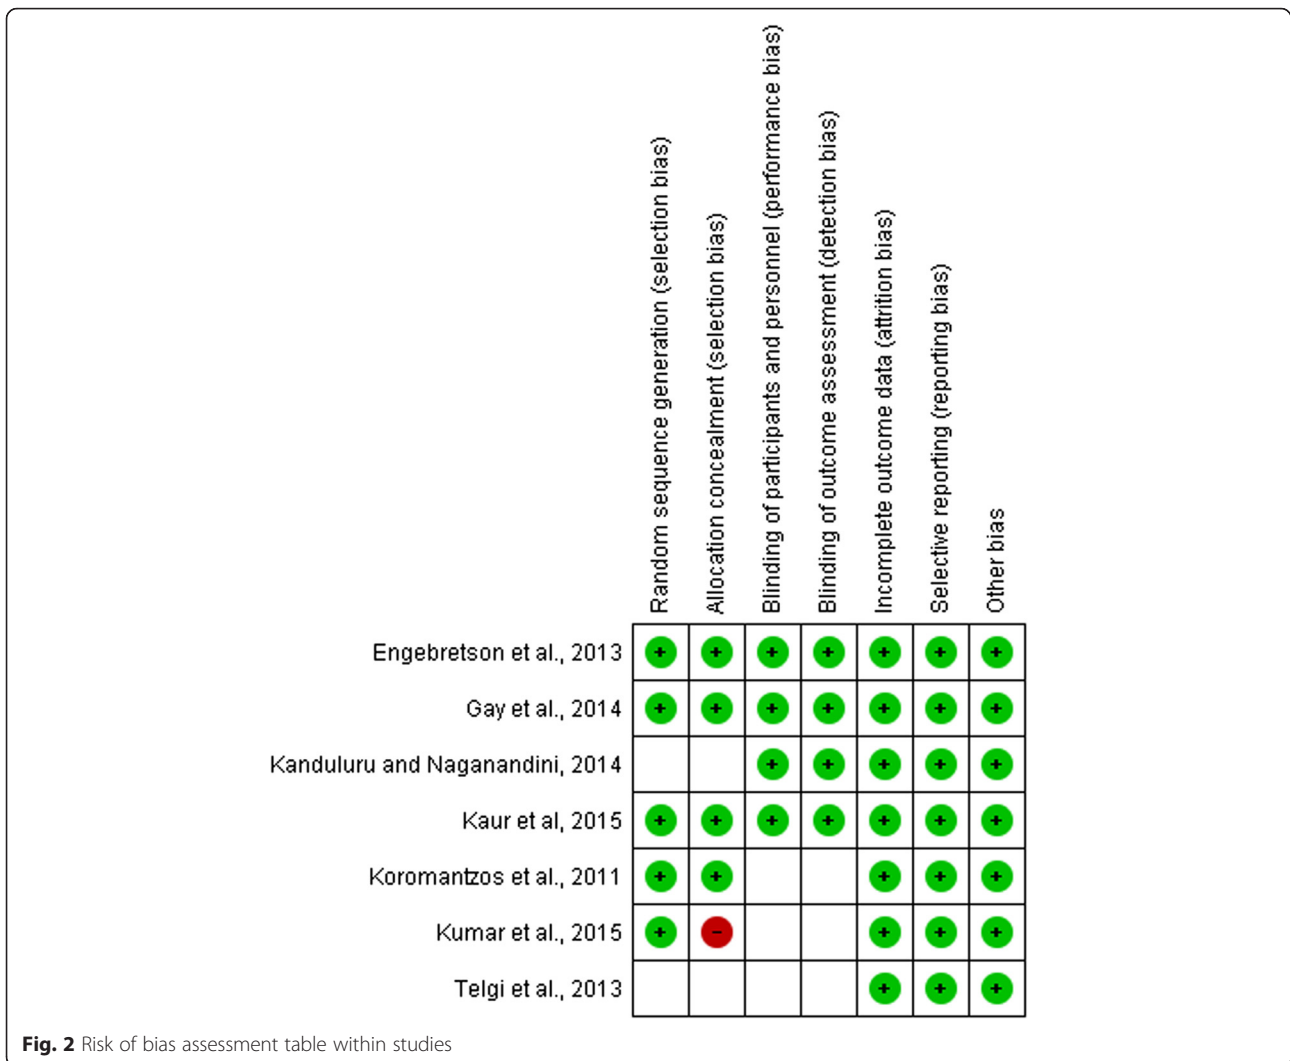 Random sequence generation (selection bias)
Allocation concealment (selection bias)
Blinding of participants and personnel (performance bias)
Blinding of outcome assessment (detection bias)
Incomplete outcome data (attrition bias)
Selective reporting (reporting bias)
Other bias
Engebretson et al., 2013 + + + + + + +
Gay et al., 2014 + + + + + + +
Kanduluru and Naganandini, 2014 + + + + +
Kaur et al, 2015 + + + + + + +
Koromantzos et al., 2011 + + + + +
Kumar et al., 2015 + - + + +
Telgi et al., 2013 + + +
Fig. 2 Risk of bias assessment table within studies